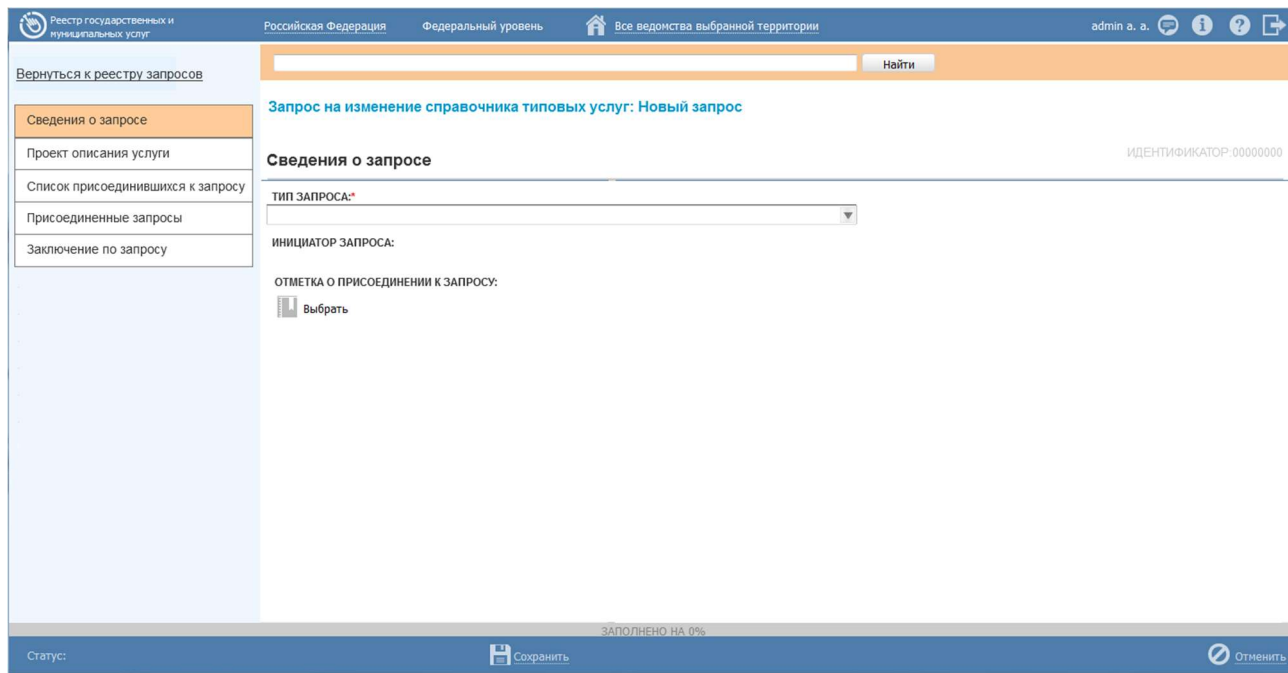 Реестр государственных и
муниципальных услуг
Российская Федерация
Федеральный уровень
Все ведомства выбранной территории
admin a. a.
Вернуться к реестру запросов
Найти
Сведения о запросе
Проект описания услуги
Список присоединившихся к запросу
Присоединенные запросы
Заключение по запросу
Запрос на изменение справочника типовых услуг: Новый запрос
Сведения о запросе
ИДЕНТИФИКАТОР:00000000
ТИП ЗАПРОСА:*
ИНИЦИАТОР ЗАПРОСА:
ОТМЕТКА О ПРИСОЕДИНЕНИИ К ЗАПРОСУ:
Выбрать
ЗАПОЛНЕНО НА 0%
Статус:
Сохранить
Отменить